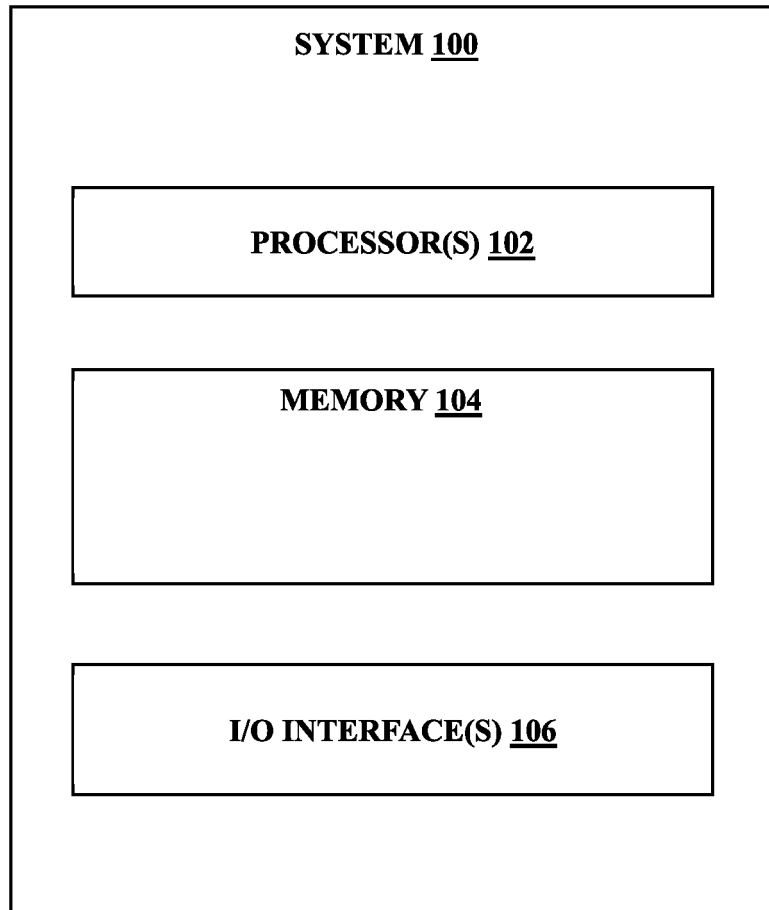 SYSTEM 100
PROCESSOR(S) 102
MEMORY 104
I/O INTERFACE(S) 106